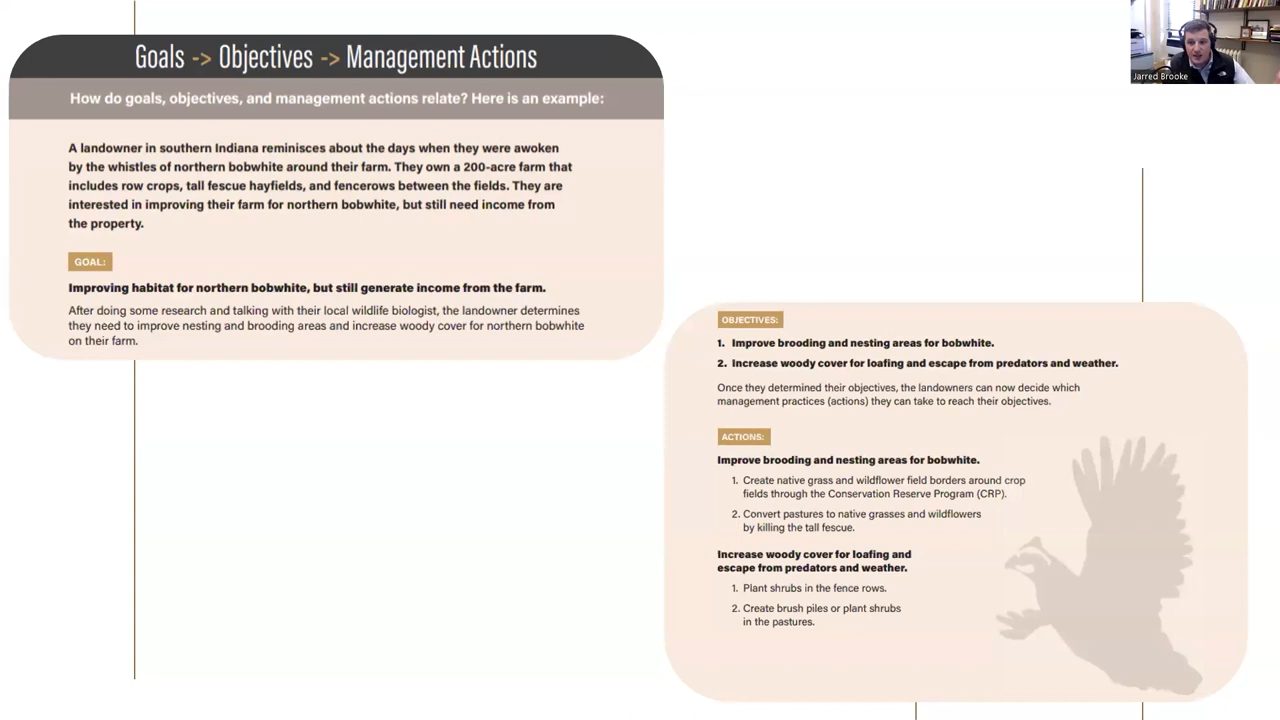 Goals -> Objectives -> Management Actions
How do goals, objectives, and management actions relate? Here is an example:
A landowner in southern Indiana reminisces about the days when they were awoken
by the whistles of northern bobwhite around their farm. They own a 200-acre farm that
includes row crops, tall fescue hayfields, and fencerows between the fields. They are
interested in improving their farm for northern bobwhite, but still need income from
the property.
GOAL:
Improving habitat for northern bobwhite, but still generate income from the farm.
After doing some research and talking with their local wildlife biologist, the landowner determines
they need to improve nesting and brooding areas and increase woody cover for northern bobwhite
on their farm.
OBJECTIVES:
1. Improve brooding and nesting areas for bobwhite.
2. Increase woody cover for loafing and escape from predators and weather.
Once they determined their objectives, the landowners can now decide which
management practices (actions) they can take to reach their objectives.
ACTIONS:
Improve brooding and nesting areas for bobwhite.
1. Create native grass and wildflower field borders around crop
fields through the Conservation Reserve Program (CRP).
2. Convert pastures to native grasses and wildflowers
by killing the tall fescue.
Increase woody cover for loafing and
escape from predators and weather.
1. Plant shrubs in the fence rows.
2. Create brush piles or plant shrubs
in the pastures.
Jarred Brooke